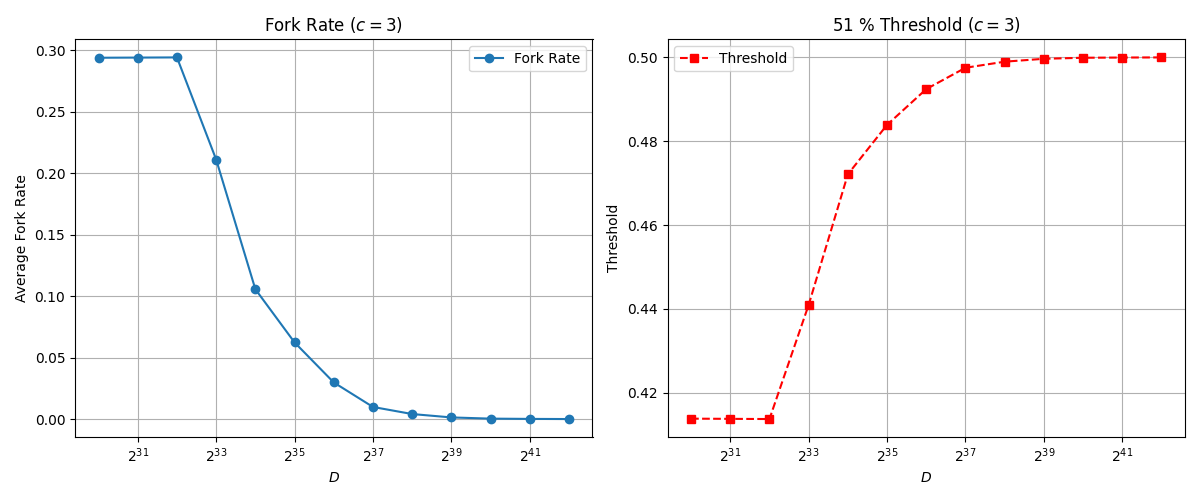 Fork Rate (c = 3)
Fork Rate
Average Fork Rate
0.30
0.25
0.20
0.15
0.10
0.05
0.00
2^31 2^33 2^35 2^37 2^39 2^41
D
51 % Threshold (c = 3)
Threshold
Threshold
0.50
0.48
0.46
0.44
0.42
2^31 2^33 2^35 2^37 2^39 2^41
D